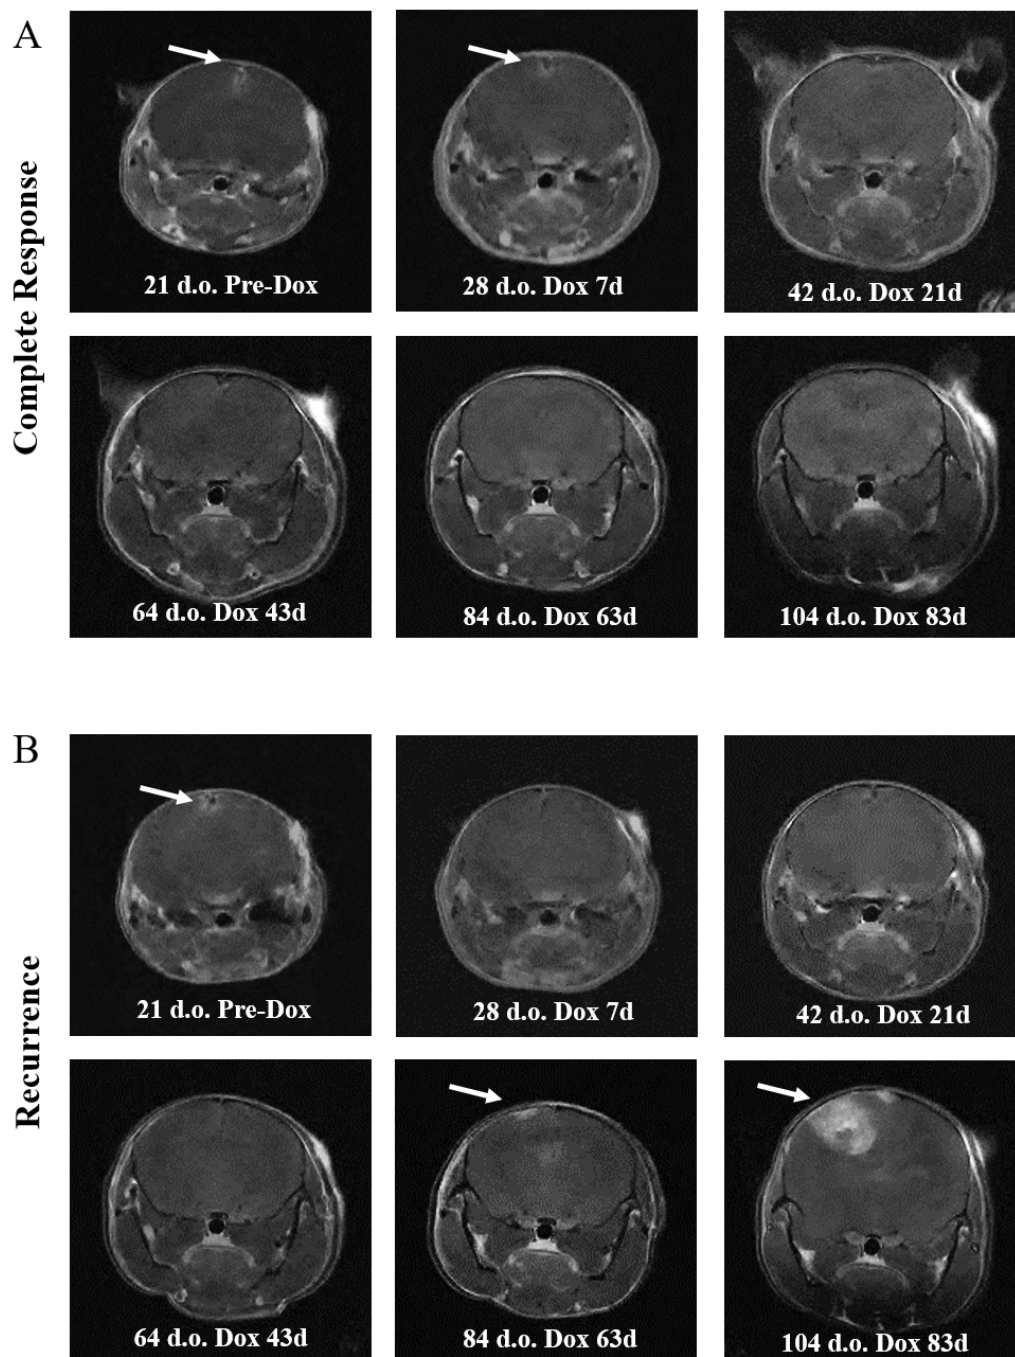 A
Complete Response
21 d.o. Pre-Dox
28 d.o. Dox 7d
42 d.o. Dox 21d
64 d.o. Dox 43d
84 d.o. Dox 63d
104 d.o. Dox 83d
B
Recurrence
21 d.o. Pre-Dox
28 d.o. Dox 7d
42 d.o. Dox 21d
64 d.o. Dox 43d
84 d.o. Dox 63d
104 d.o. Dox 83d